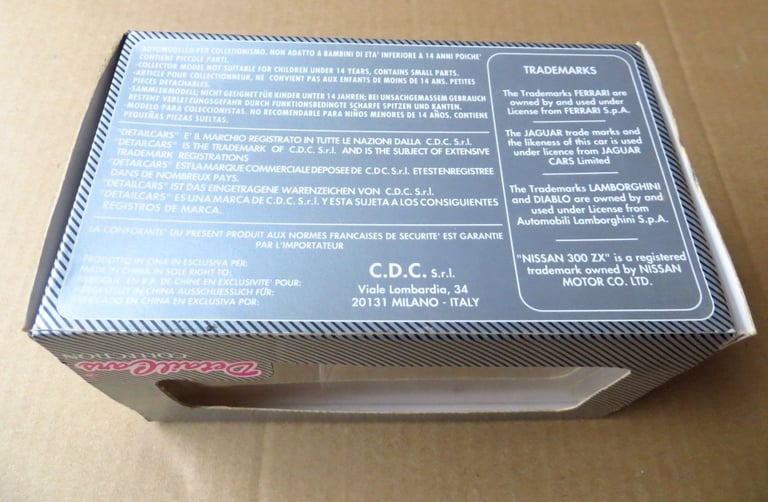 -AUTOMODELLO PER COLLEZIONISMO. NON ADATTO A BAMBINI DI ETA' INFERIORE A 14 ANNI POICHE'
CONTIENE PICCOLE PARTI.
-COLLECTOR MODEL NOT SUITABLE FOR CHILDREN UNDER 14 YEARS, CONTAINS SMALL PARTS.
-ARTICLE POUR COLLECTIONNEUR, NE CONVIENT PAS AUX ENFANTS DE MOINS DE 14 ANS. PETITES
PIECES DETACHABLES.
-SAMMLERMODELL; NICHT GEEIGNET FÜR KINDER UNTER 14 JAHREN; BEI UNSACHGEMASSEM GEBRAUCH
BESTEHT VERLETZUNGSGEFAHR DURCH FUNKTIONSBEDINGTE SCHARFE SPITZEN UND KANTEN.
-MODELO PARA COLECCIONISTAS. NO RECOMENDABLE PARA NIÑOS MENORES DE 14 AÑOS, CONTIENE
PEQUEÑAS PIEZAS SUELTAS.
"DETAILCARS" E' IL MARCHIO REGISTRATO IN TUTTE LE NAZIONI DALLA C.D.C. S.r.l.
"DETAILCARS" IS THE TRADEMARK OF C.D.C. S.r.l. AND IS THE SUBJECT OF EXTENSIVE
TRADEMARK REGISTRATIONS
"DETAILCARS" EST LA MARQUE COMMERCIALE DEPOSEE DE C.D.C. S.r.l. ET EST ENREGISTREE
DANS DE NOMBREUX PAYS.
"DETAILCARS" IST DAS EINGETRAGENE WARENZEICHEN VON C.D.C. S.r.l.
"DETAILCARS" ES UNA MARCA DE C.D.C. S.r.l. Y ESTA SUJETA A LOS CONSIGUIENTES
REGISTROS DE MARCA.
LA CONFORMITE' DU PRESENT PRODUIT AUX NORMES FRANCAISES DE SECURITE' EST GARANTIE
PAR L'IMPORTATEUR
PRODOTTO IN CINA IN ESCLUSIVA PER:
MADE IN CHINA IN SOLE RIGHT TO:
FABRIQUE EN R.P. DE CHINE EN EXCLUSIVITE' POUR:
HERGESTELLT IN CHINA AUSSCHLIESSLICH FÜR:
FABRICADO EN CHINA EN EXCLUSIVA POR:
C.D.C. S.r.l.
Viale Lombardia, 34
20131 MILANO - ITALY
TRADEMARKS
The Trademarks FERRARI are
owned by and used under
License from FERRARI S.p.A.
The JAGUAR trade marks and
the likeness of this car is used
under licence from JAGUAR
CARS Limited
The Trademarks LAMBORGHINI
and DIABLO are owned by and
used under License from
Automobili Lamborghini S.p.A.
"NISSAN 300 ZX" is a registered
trademark owned by NISSAN
MOTOR CO. LTD.
DetailCars
COLLECTION